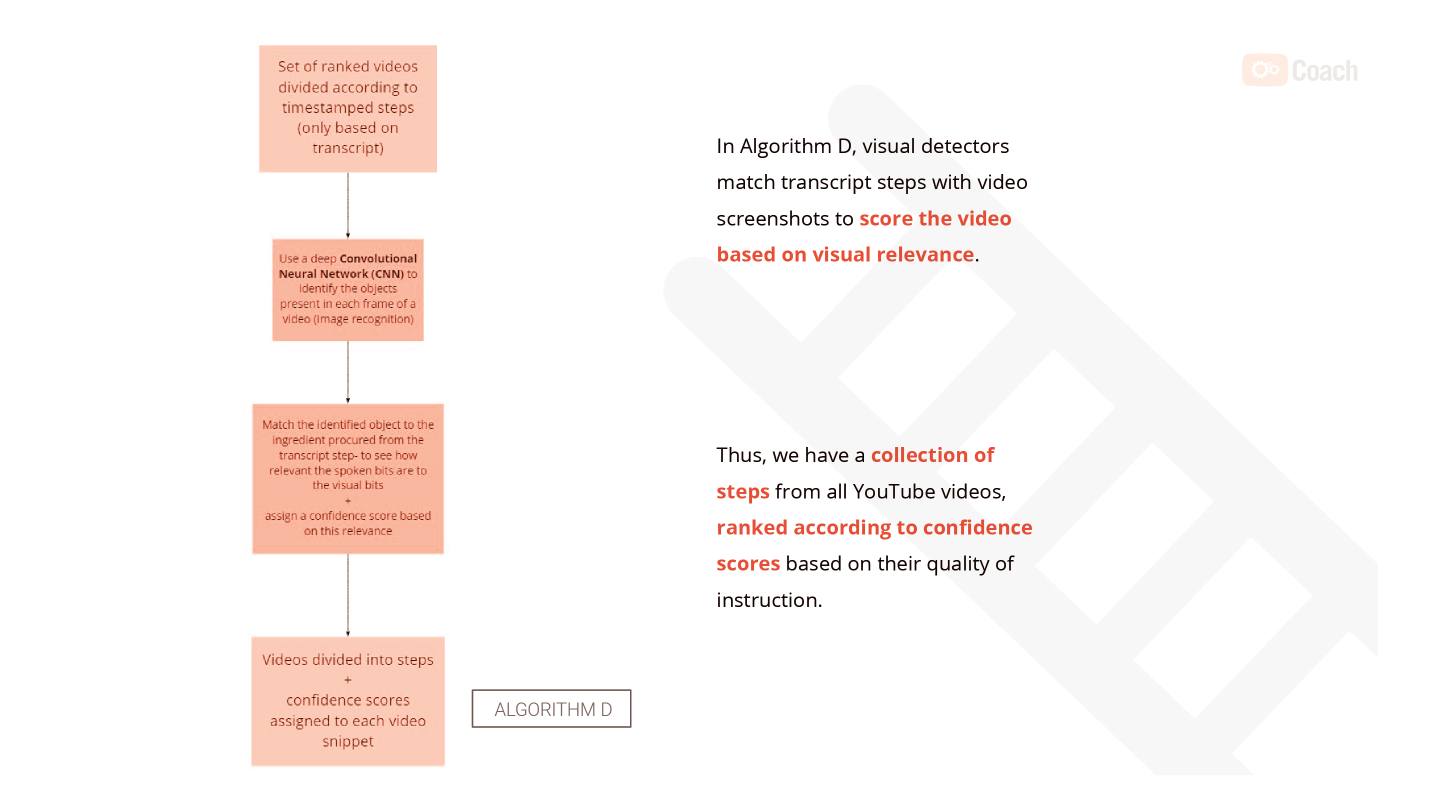 Set of ranked videos
divided according to
timestamped steps
(only based on
transcript)
Use a deep Convolutional
Neural Network (CNN) to
identify the objects
present in each frame of a
video (image recognition)
Match the identified object to the
ingredient procured from the
transcript step- to see how
relevant the spoken bits are to
the visual bits
+
assign a confidence score based
on this relevance
Videos divided into steps
+
confidence scores
assigned to each video
snippet
ALGORITHM D
Coach
In Algorithm D, visual detectors
match transcript steps with video
screenshots to score the video
based on visual relevance.
Thus, we have a collection of
steps from all YouTube videos,
ranked according to confidence
scores based on their quality of
instruction.